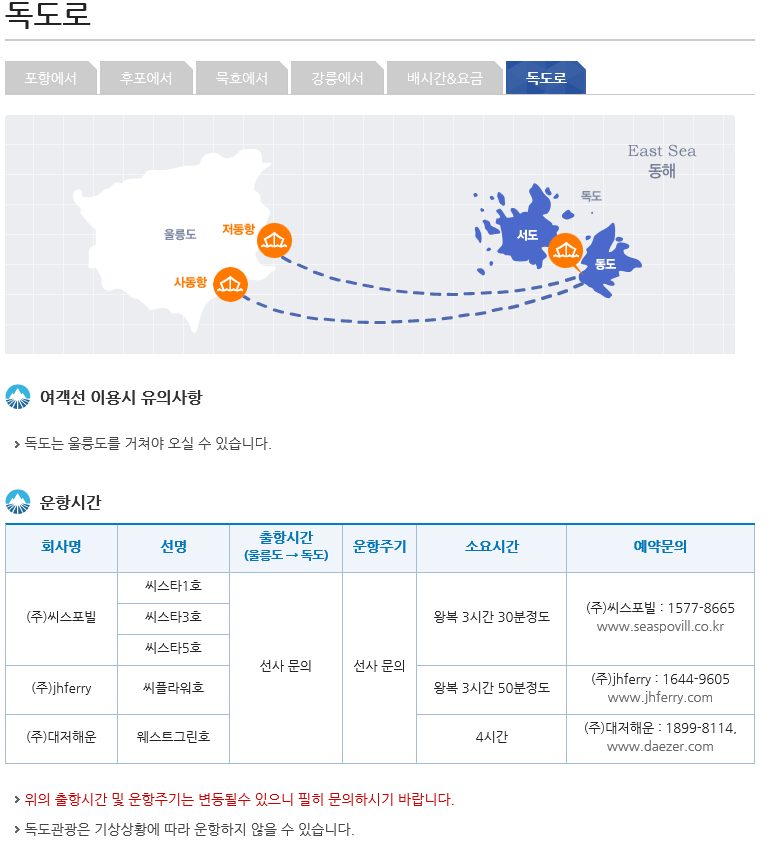 독도로
포항에서 후포에서 묵호에서 강릉에서 배시간&요금 독도로
East Sea
동해
독도
울릉도
저동항
서도
동도
사동항
여객선 이용시 유의사항
독도는 울릉도를 거쳐야 오실 수 있습니다.
운항시간
회사명 선명 출항시간 (울릉도 → 독도) 운항주기 소요시간 예약문의
(주)씨스포빌
씨스타1호
씨스타3호
씨스타5호
선사 문의
선사 문의
왕복 3시간 30분정도
(주)씨스포빌 : 1577-8665
www.seaspovill.co.kr
(주)jhferry 씨플라워호 왕복 3시간 50분정도
(주)jhferry : 1644-9605
www.jhferry.com
(주)대저해운 웨스트그린호 4시간
(주)대저해운 : 1899-8114,
www.daezer.com
위의 출항시간 및 운항주기는 변동될수 있으니 필히 문의하시기 바랍니다.
독도관광은 기상상황에 따라 운항하지 않을 수 있습니다.